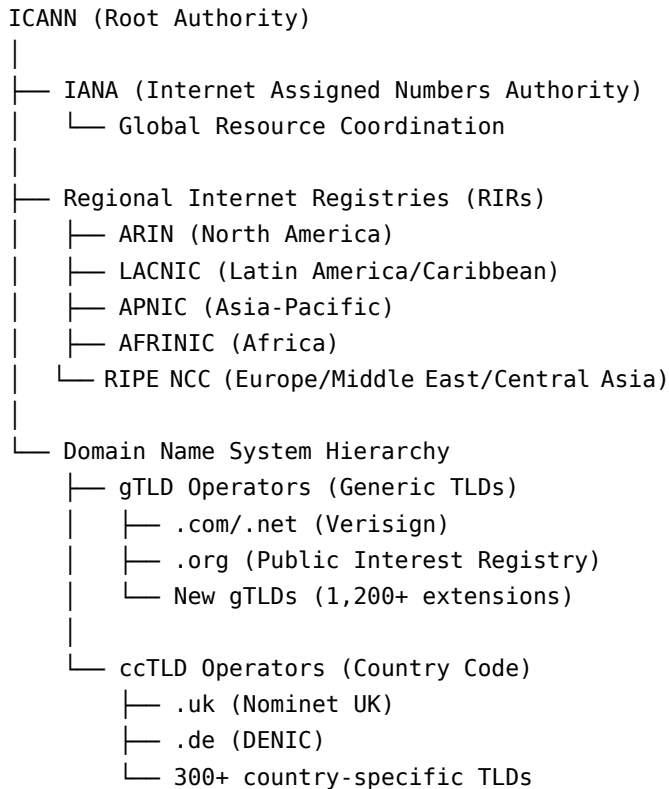 ICANN (Root Authority)
│
├── IANA (Internet Assigned Numbers Authority)
│   └── Global Resource Coordination
│
├── Regional Internet Registries (RIRs)
│   ├── ARIN (North America)
│   ├── LACNIC (Latin America/Caribbean)
│   ├── APNIC (Asia-Pacific)
│   ├── AFRINIC (Africa)
│   └── RIPE NCC (Europe/Middle East/Central Asia)
│
└── Domain Name System Hierarchy
    ├── gTLD Operators (Generic TLDs)
    │   ├── .com/.net (Verisign)
    │   ├── .org (Public Interest Registry)
    │   └── New gTLDs (1,200+ extensions)
    │
    └── ccTLD Operators (Country Code)
        ├── .uk (Nominet UK)
        ├── .de (DENIC)
        └── 300+ country-specific TLDs